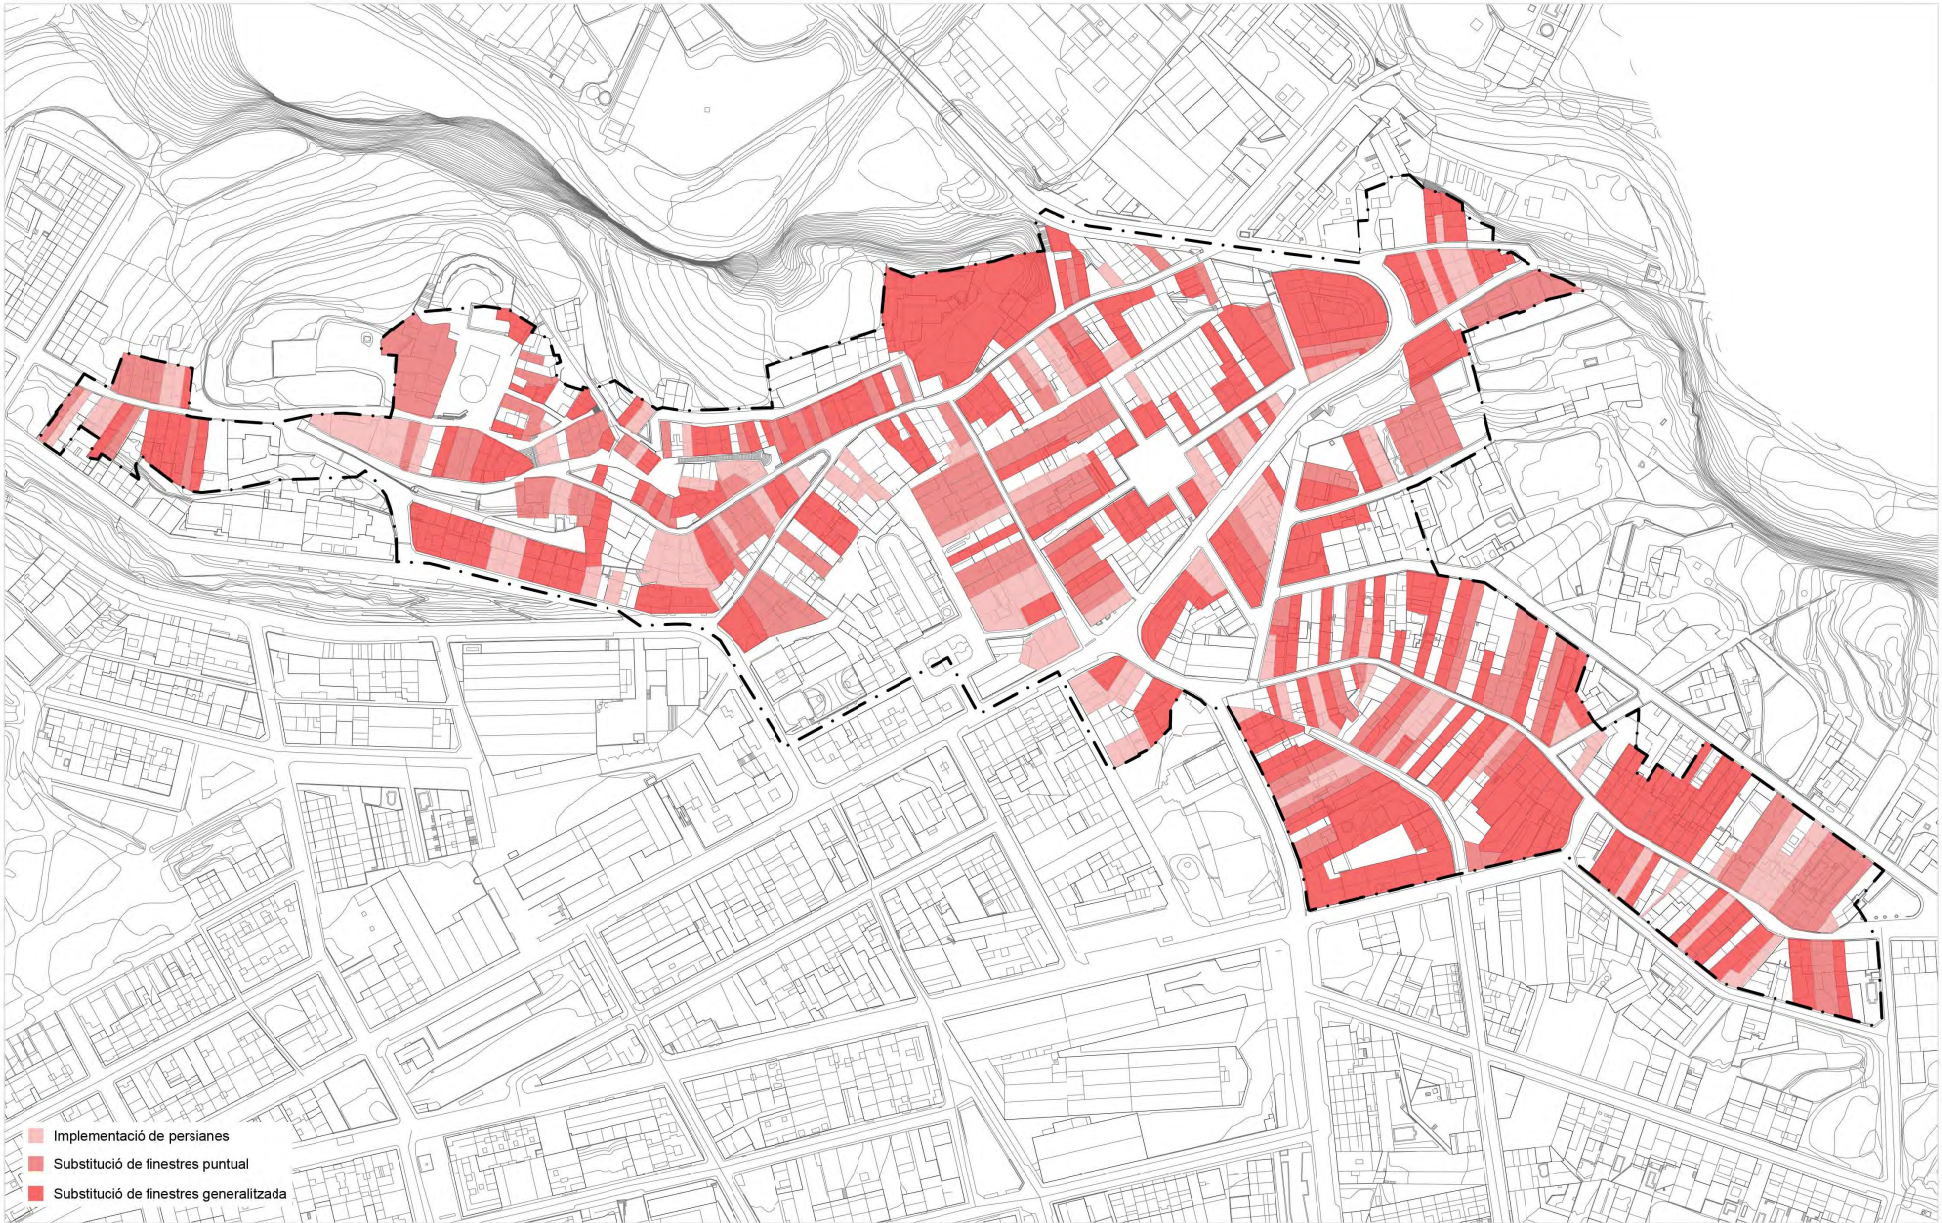 Implementació de persianes
Substitució de finestres puntual
Substitució de finestres generalitzada